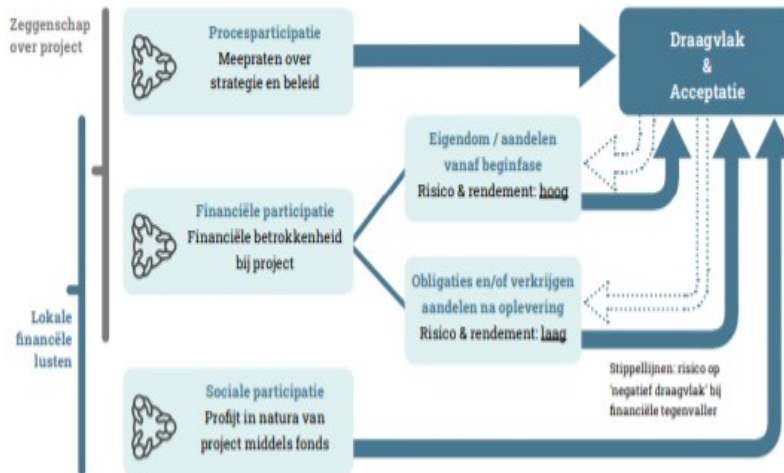 Zeggenschap
over project
Procesparticipatie
Meepraten over
strategie en beleid
Draagvlak
&
Acceptatie
Eigendom / aandelen
vanaf beginfase
Risico & rendement: hoog
Financiële participatie
Financiële betrokkenheid
bij project
Obligaties en/of verkrijgen
aandelen na oplevering
Risico & rendement: laag
Lokale
financële
lusten
Stippellijnen: risico op
'negatief draagvlak' bij
financiële tegenvaller
Sociale participatie
Profijt in natura van
project middels fonds